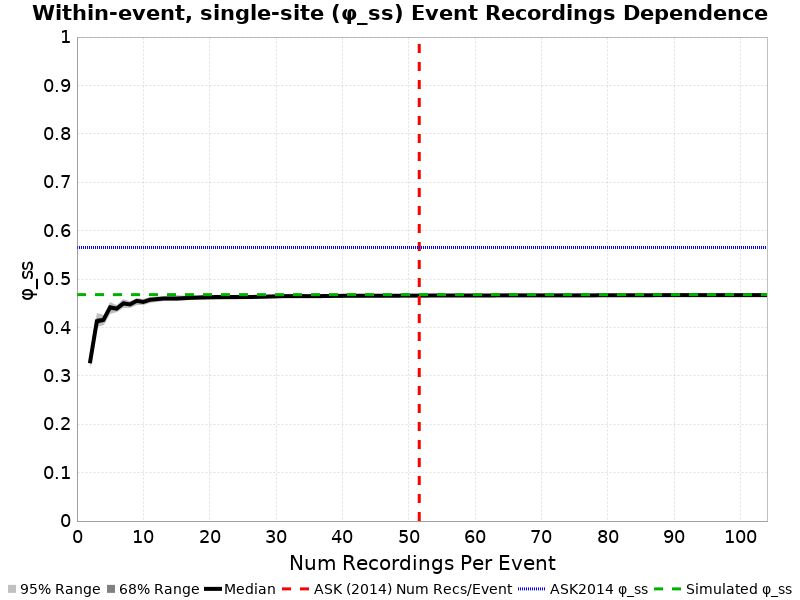 Within-event, single-site (φ_ss) Event Recordings Dependence
1
0.9
0.8
0.7
0.6
0.5
0.4
0.3
0.2
0.1
0
φ_ss
0 10 20 30 40 50 60 70 80 90 100
Num Recordings Per Event
95% Range 68% Range Median ASK (2014) Num Recs/Event ASK2014 φ_ss Simulated φ_ss